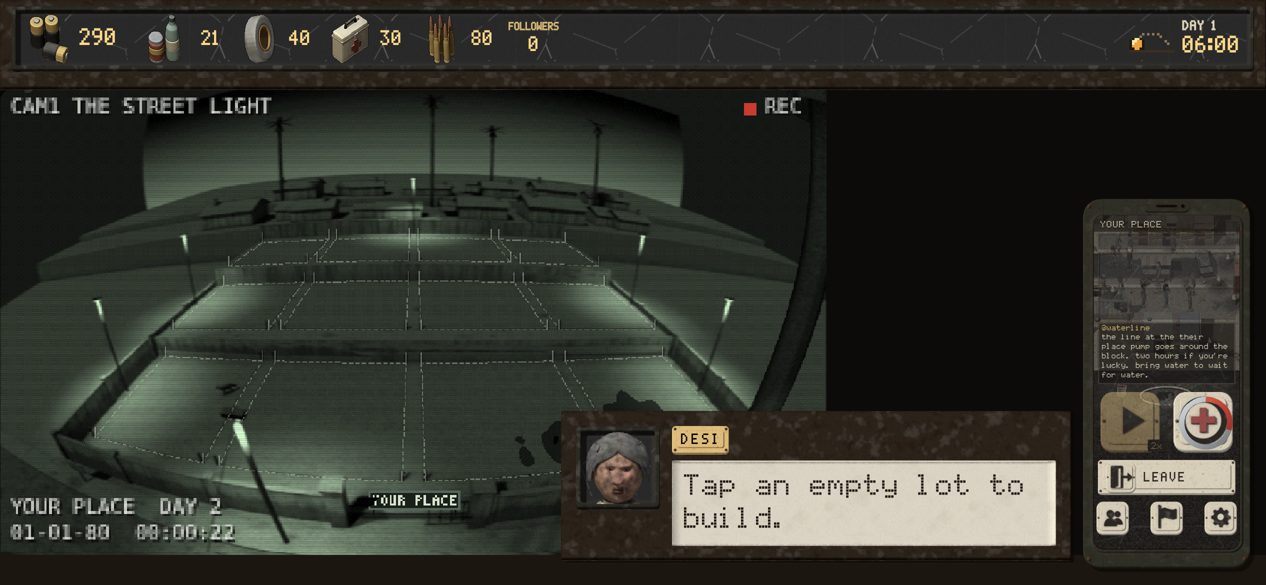 290
21
40
30
80
FOLLOWERS
0
DAY 1
06:00
CAM1 THE STREET LIGHT
REC
YOUR PLACE
@waterline
the line at the their
place pump goes around the
block. two hours if you're
lucky. bring water to wait
for water.
2x
LEAVE
YOUR PLACE
YOUR PLACE DAY 2
01-01-80 00:00:22
DESI
Tap an empty lot to
build.